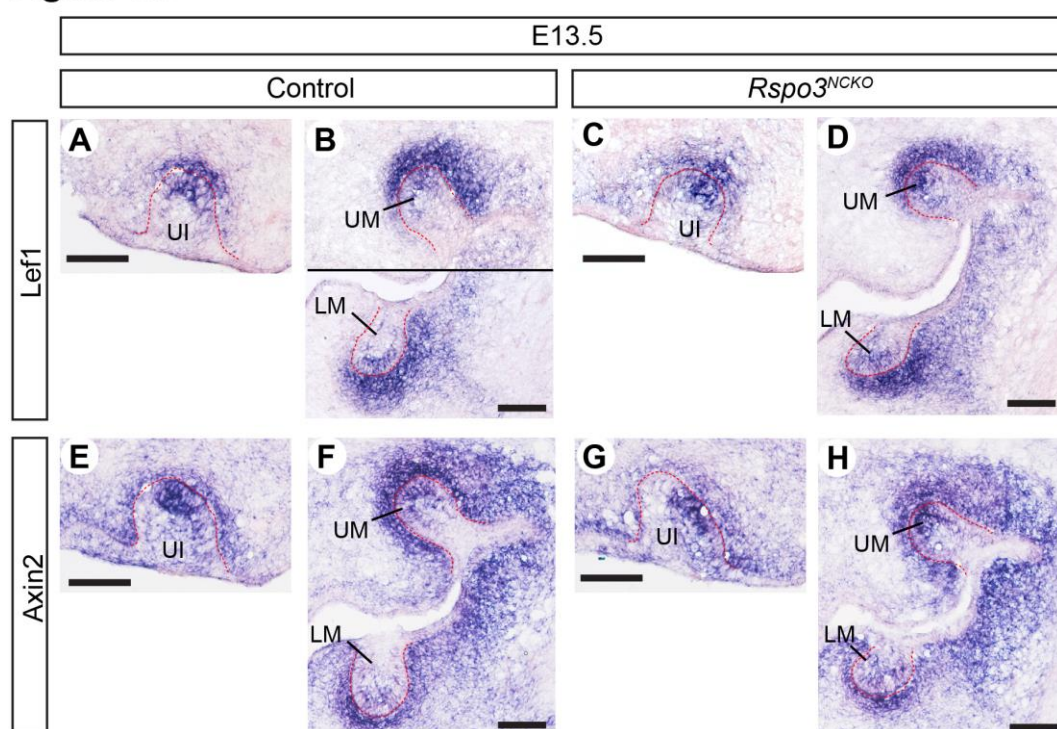 E13.5
Control
Rspo3NCKO
Lef1
A
UI
B
UM
LM
C
UI
D
UM
LM
Axin2
E
UI
F
UM
LM
G
UI
H
UM
LM